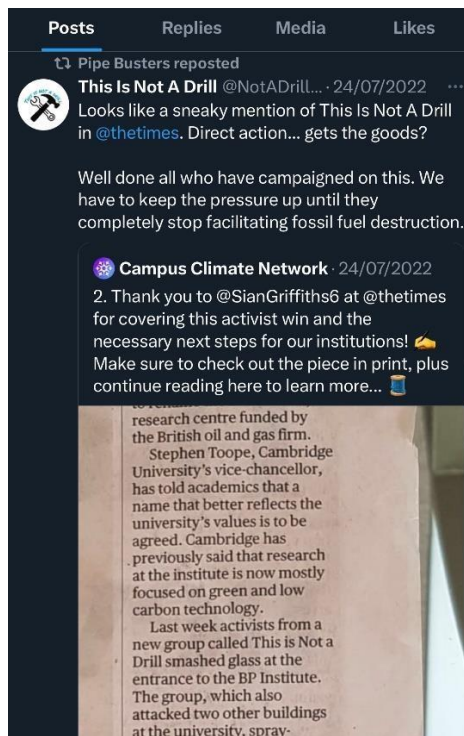 Posts Replies Media Likes
Pipe Busters reposted
This Is Not A Drill @NotADrill... · 24/07/2022 ...
Looks like a sneaky mention of This Is Not A Drill
in @thetimes. Direct action... gets the goods?
Well done all who have campaigned on this. We
have to keep the pressure up until they
completely stop facilitating fossil fuel destruction.
Campus Climate Network · 24/07/2022
2. Thank you to @SianGriffiths6 at @thetimes
for covering this activist win and the
necessary next steps for our institutions! ✍️
Make sure to check out the piece in print, plus
continue reading here to learn more... 🧵
research centre funded by
the British oil and gas firm.
Stephen Toope, Cambridge
University's vice-chancellor,
has told academics that a
name that better reflects the
university's values is to be
agreed. Cambridge has
previously said that research
at the institute is now mostly
focused on green and low
carbon technology.
Last week activists from a
new group called This is Not a
Drill smashed glass at the
entrance to the BP Institute.
The group, which also
attacked two other buildings
at the university, spray-